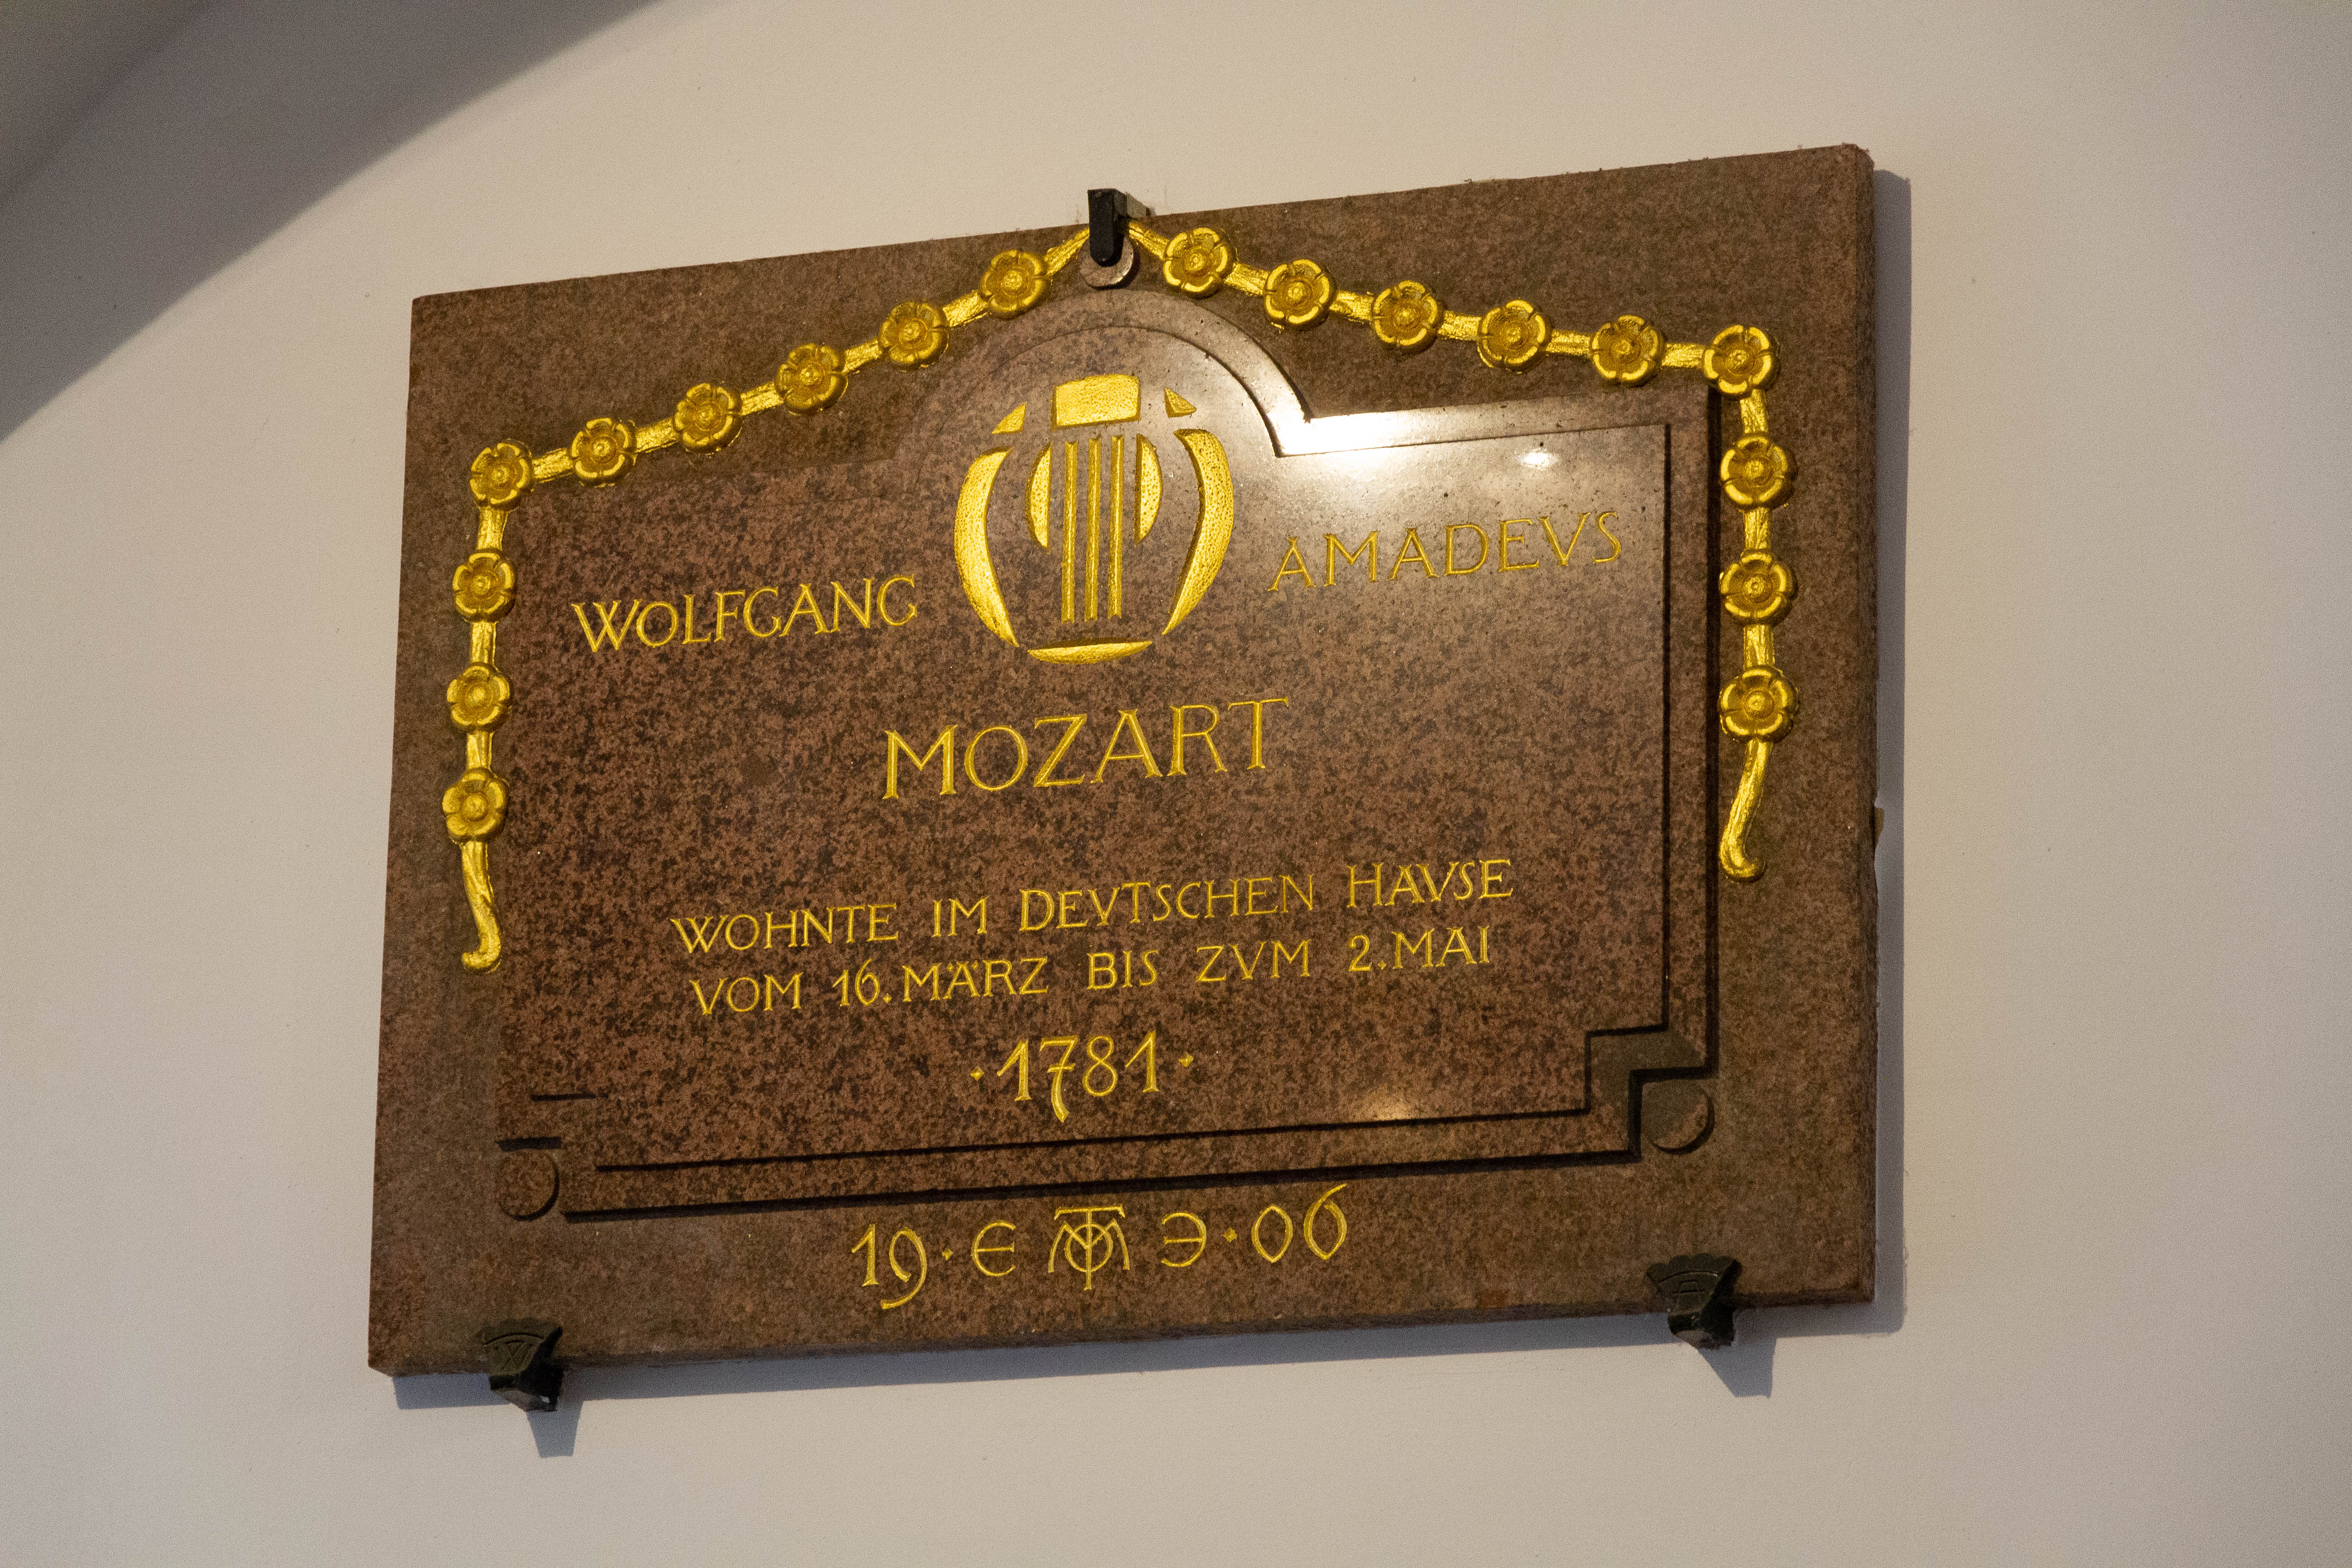 WOLFGANG AMADEVS
MOZART
WOHNTE IM DEVTSCHEN HAVSE
VOM 16. MÄRZ BIS ZVM 2. MAI
·1781·
19·E Э·06